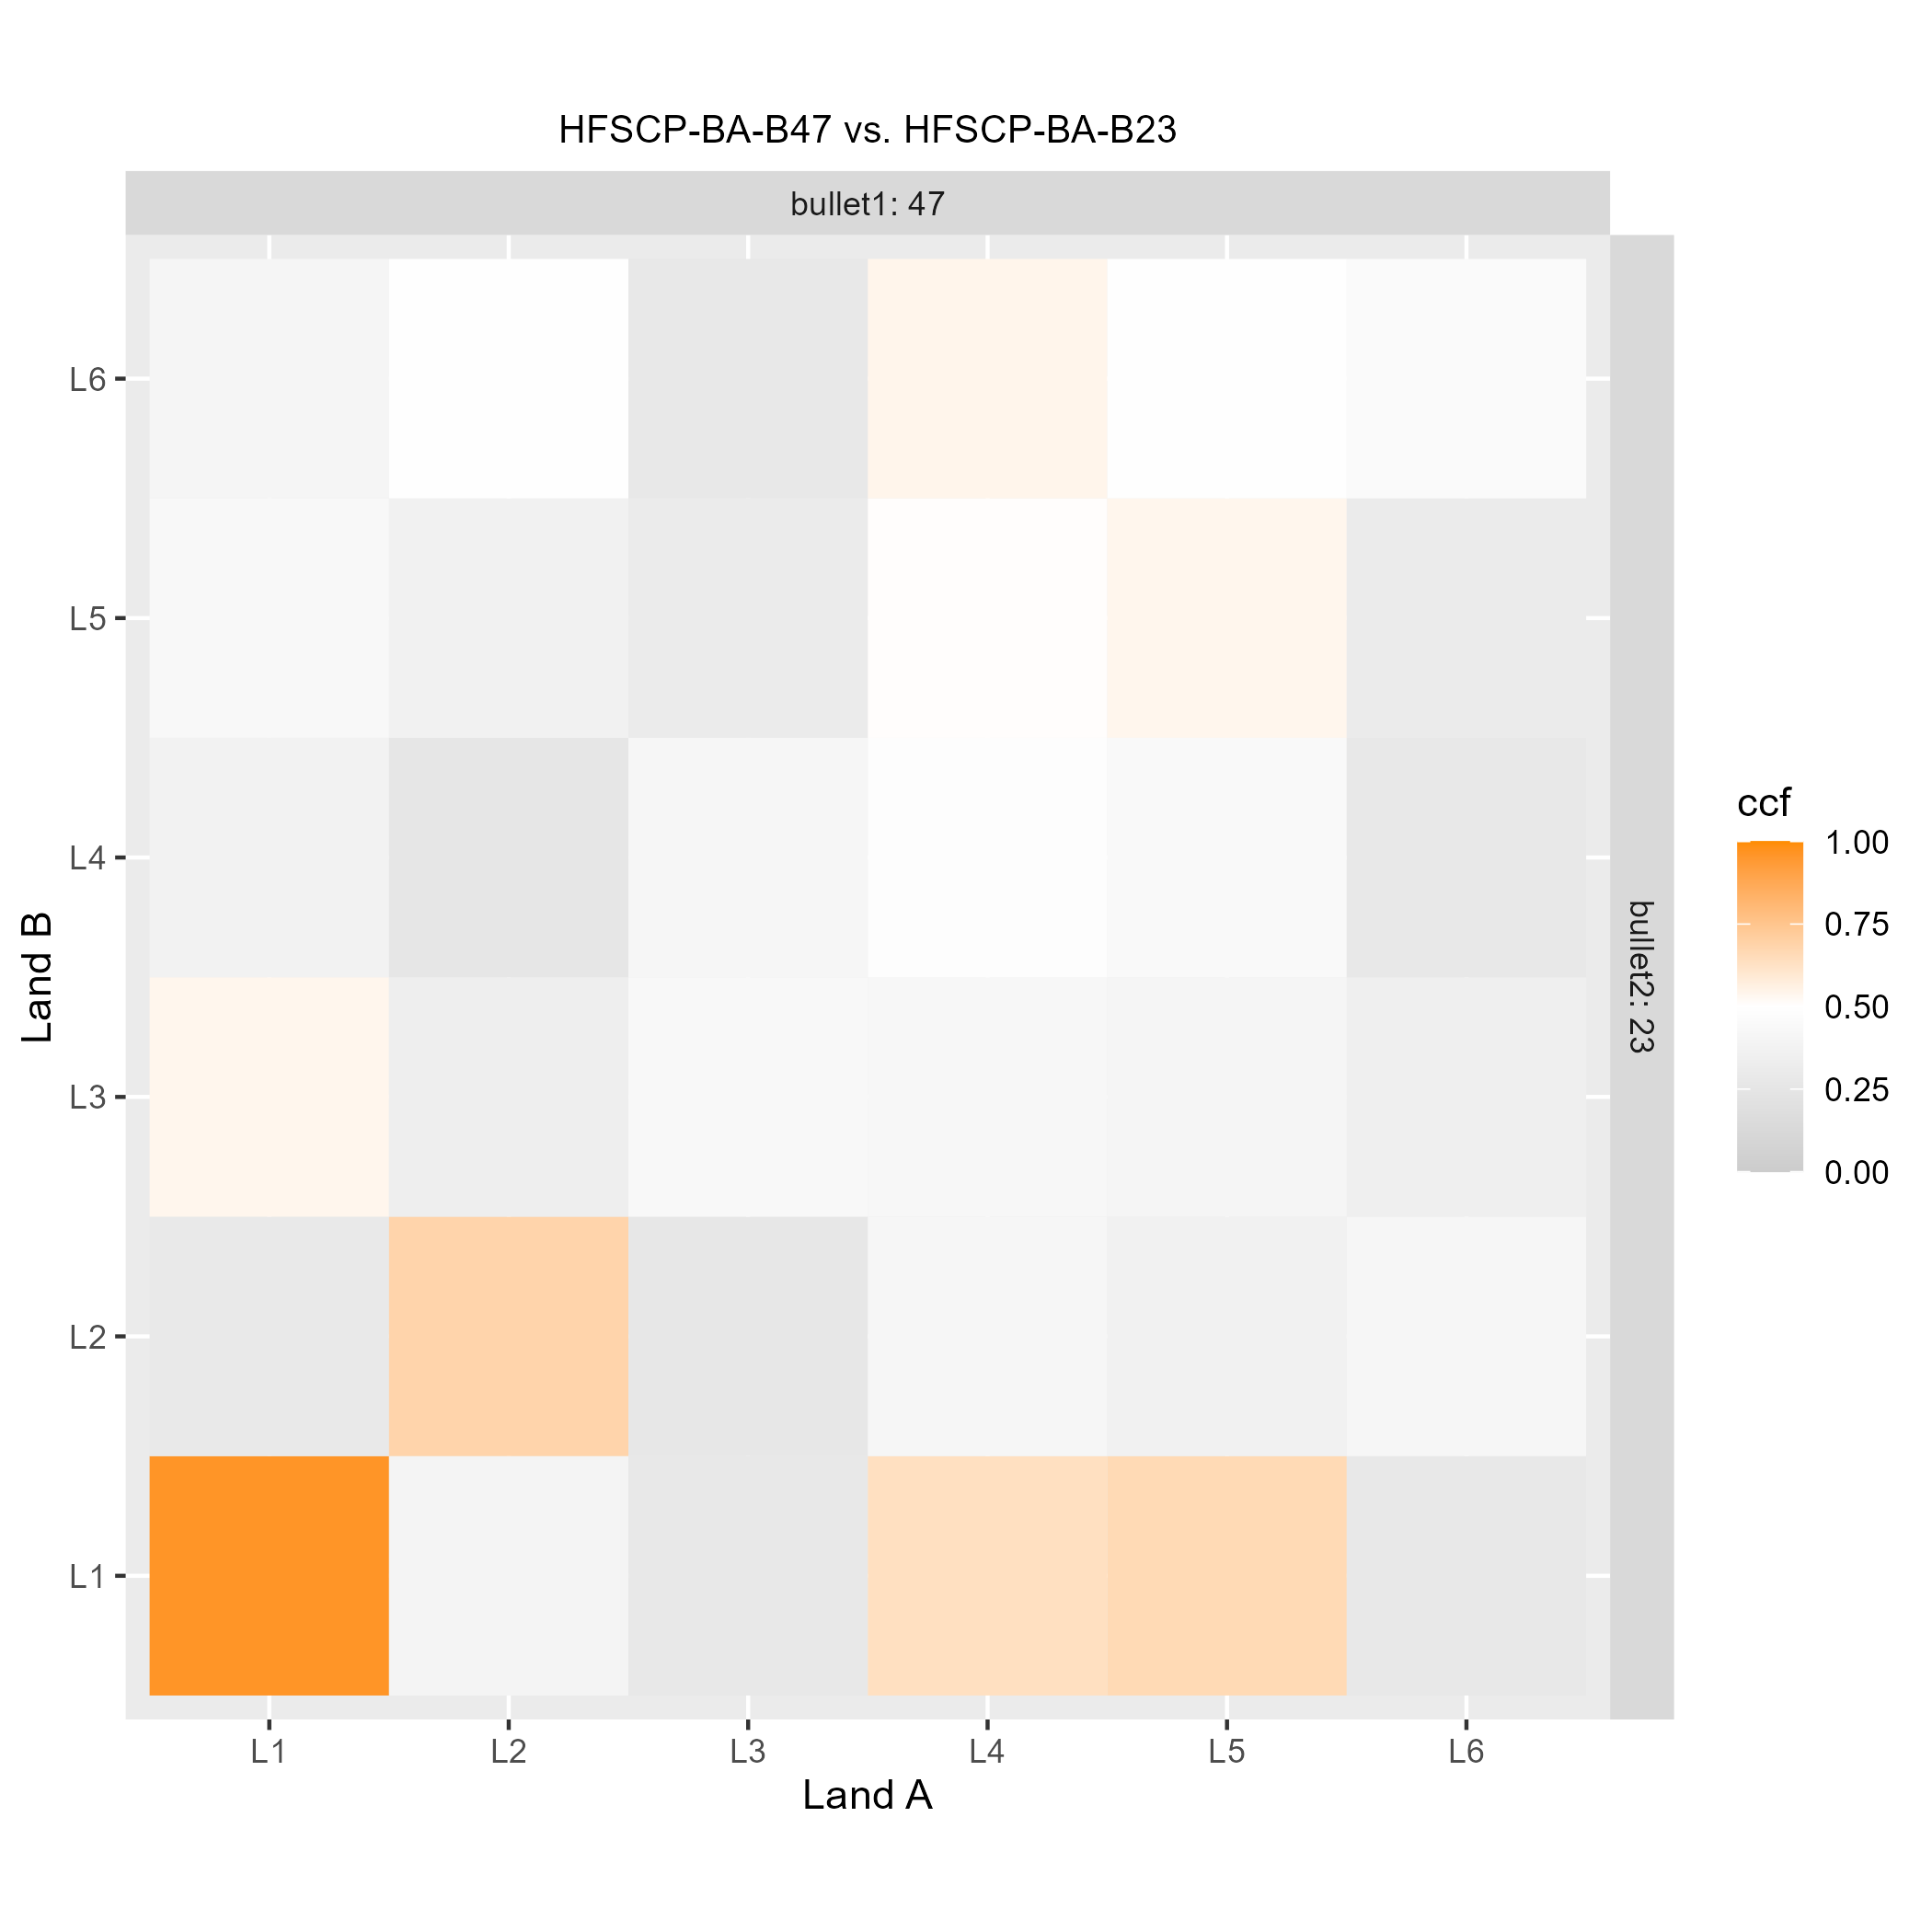 HFSCP-BA-B47 vs. HFSCP-BA-B23
bullet1: 47
L6
L5
L4
L3
L2
L1
Land B
bullet2: 23
L1 L2 L3 L4 L5 L6
Land A
ccf
1.00
0.75
0.50
0.25
0.00